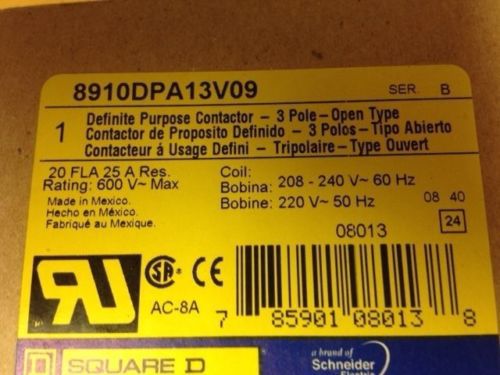 8910DPA13V09 SER. B
1
Definite Purpose Contactor – 3 Pole – Open Type
Contactor de Proposito Definido – 3 Polos – Tipo Abierto
Contacteur á Usage Defini – Tripolaire – Type Ouvert
20 FLA 25 A Res.
Rating: 600 V~ Max
Made in Mexico.
Hecho en México.
Fabriqué au Mexique.
Coil:
Bobina: 208 - 240 V~ 60 Hz
Bobine: 220 V~ 50 Hz
08 40
24
08013
SA CE
AC-8A
7 85901 08013 8
SQUARE D
a brand of
Schneider
Electric